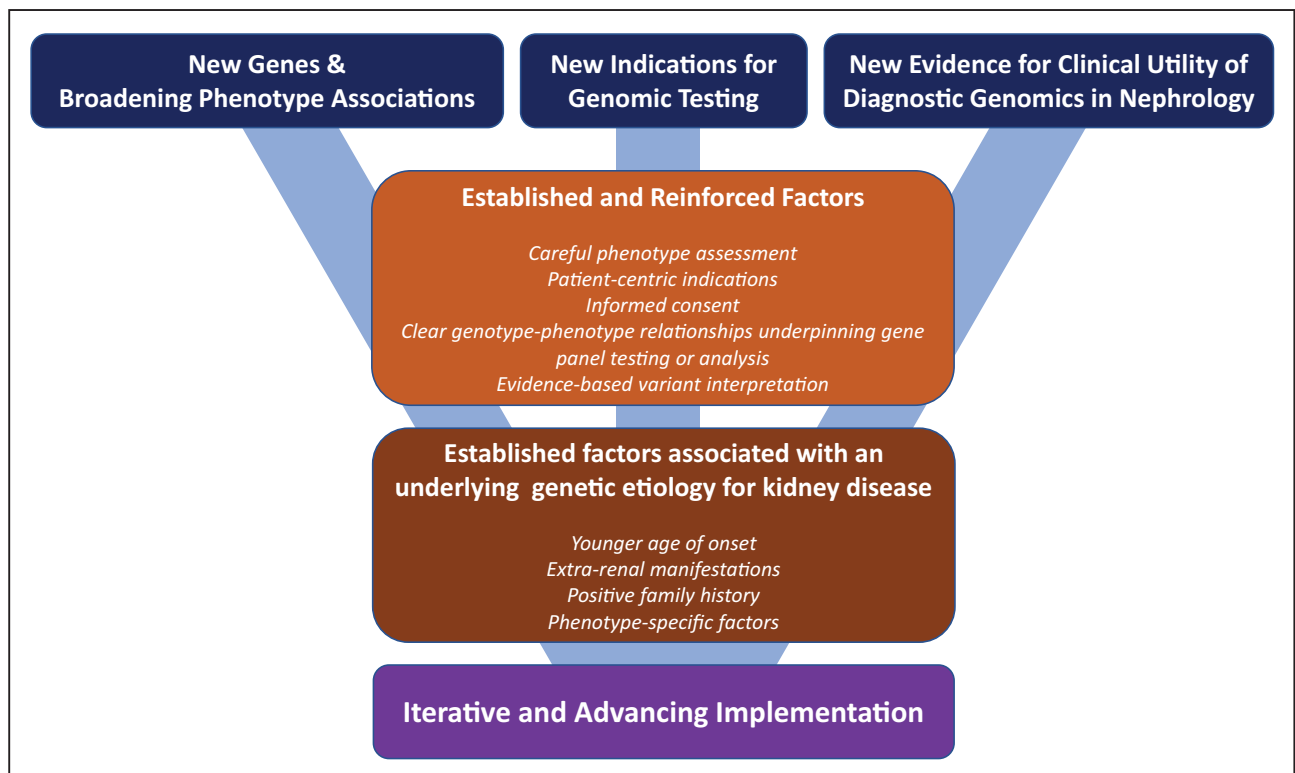 New Genes &
Broadening Phenotype Associations
New Indications for
Genomic Testing
New Evidence for Clinical Utility of
Diagnostic Genomics in Nephrology
Established and Reinforced Factors
Careful phenotype assessment
Patient-centric indications
Informed consent
Clear genotype-phenotype relationships underpinning gene
panel testing or analysis
Evidence-based variant interpretation
Established factors associated with an
underlying genetic etiology for kidney disease
Younger age of onset
Extra-renal manifestations
Positive family history
Phenotype-specific factors
Iterative and Advancing Implementation